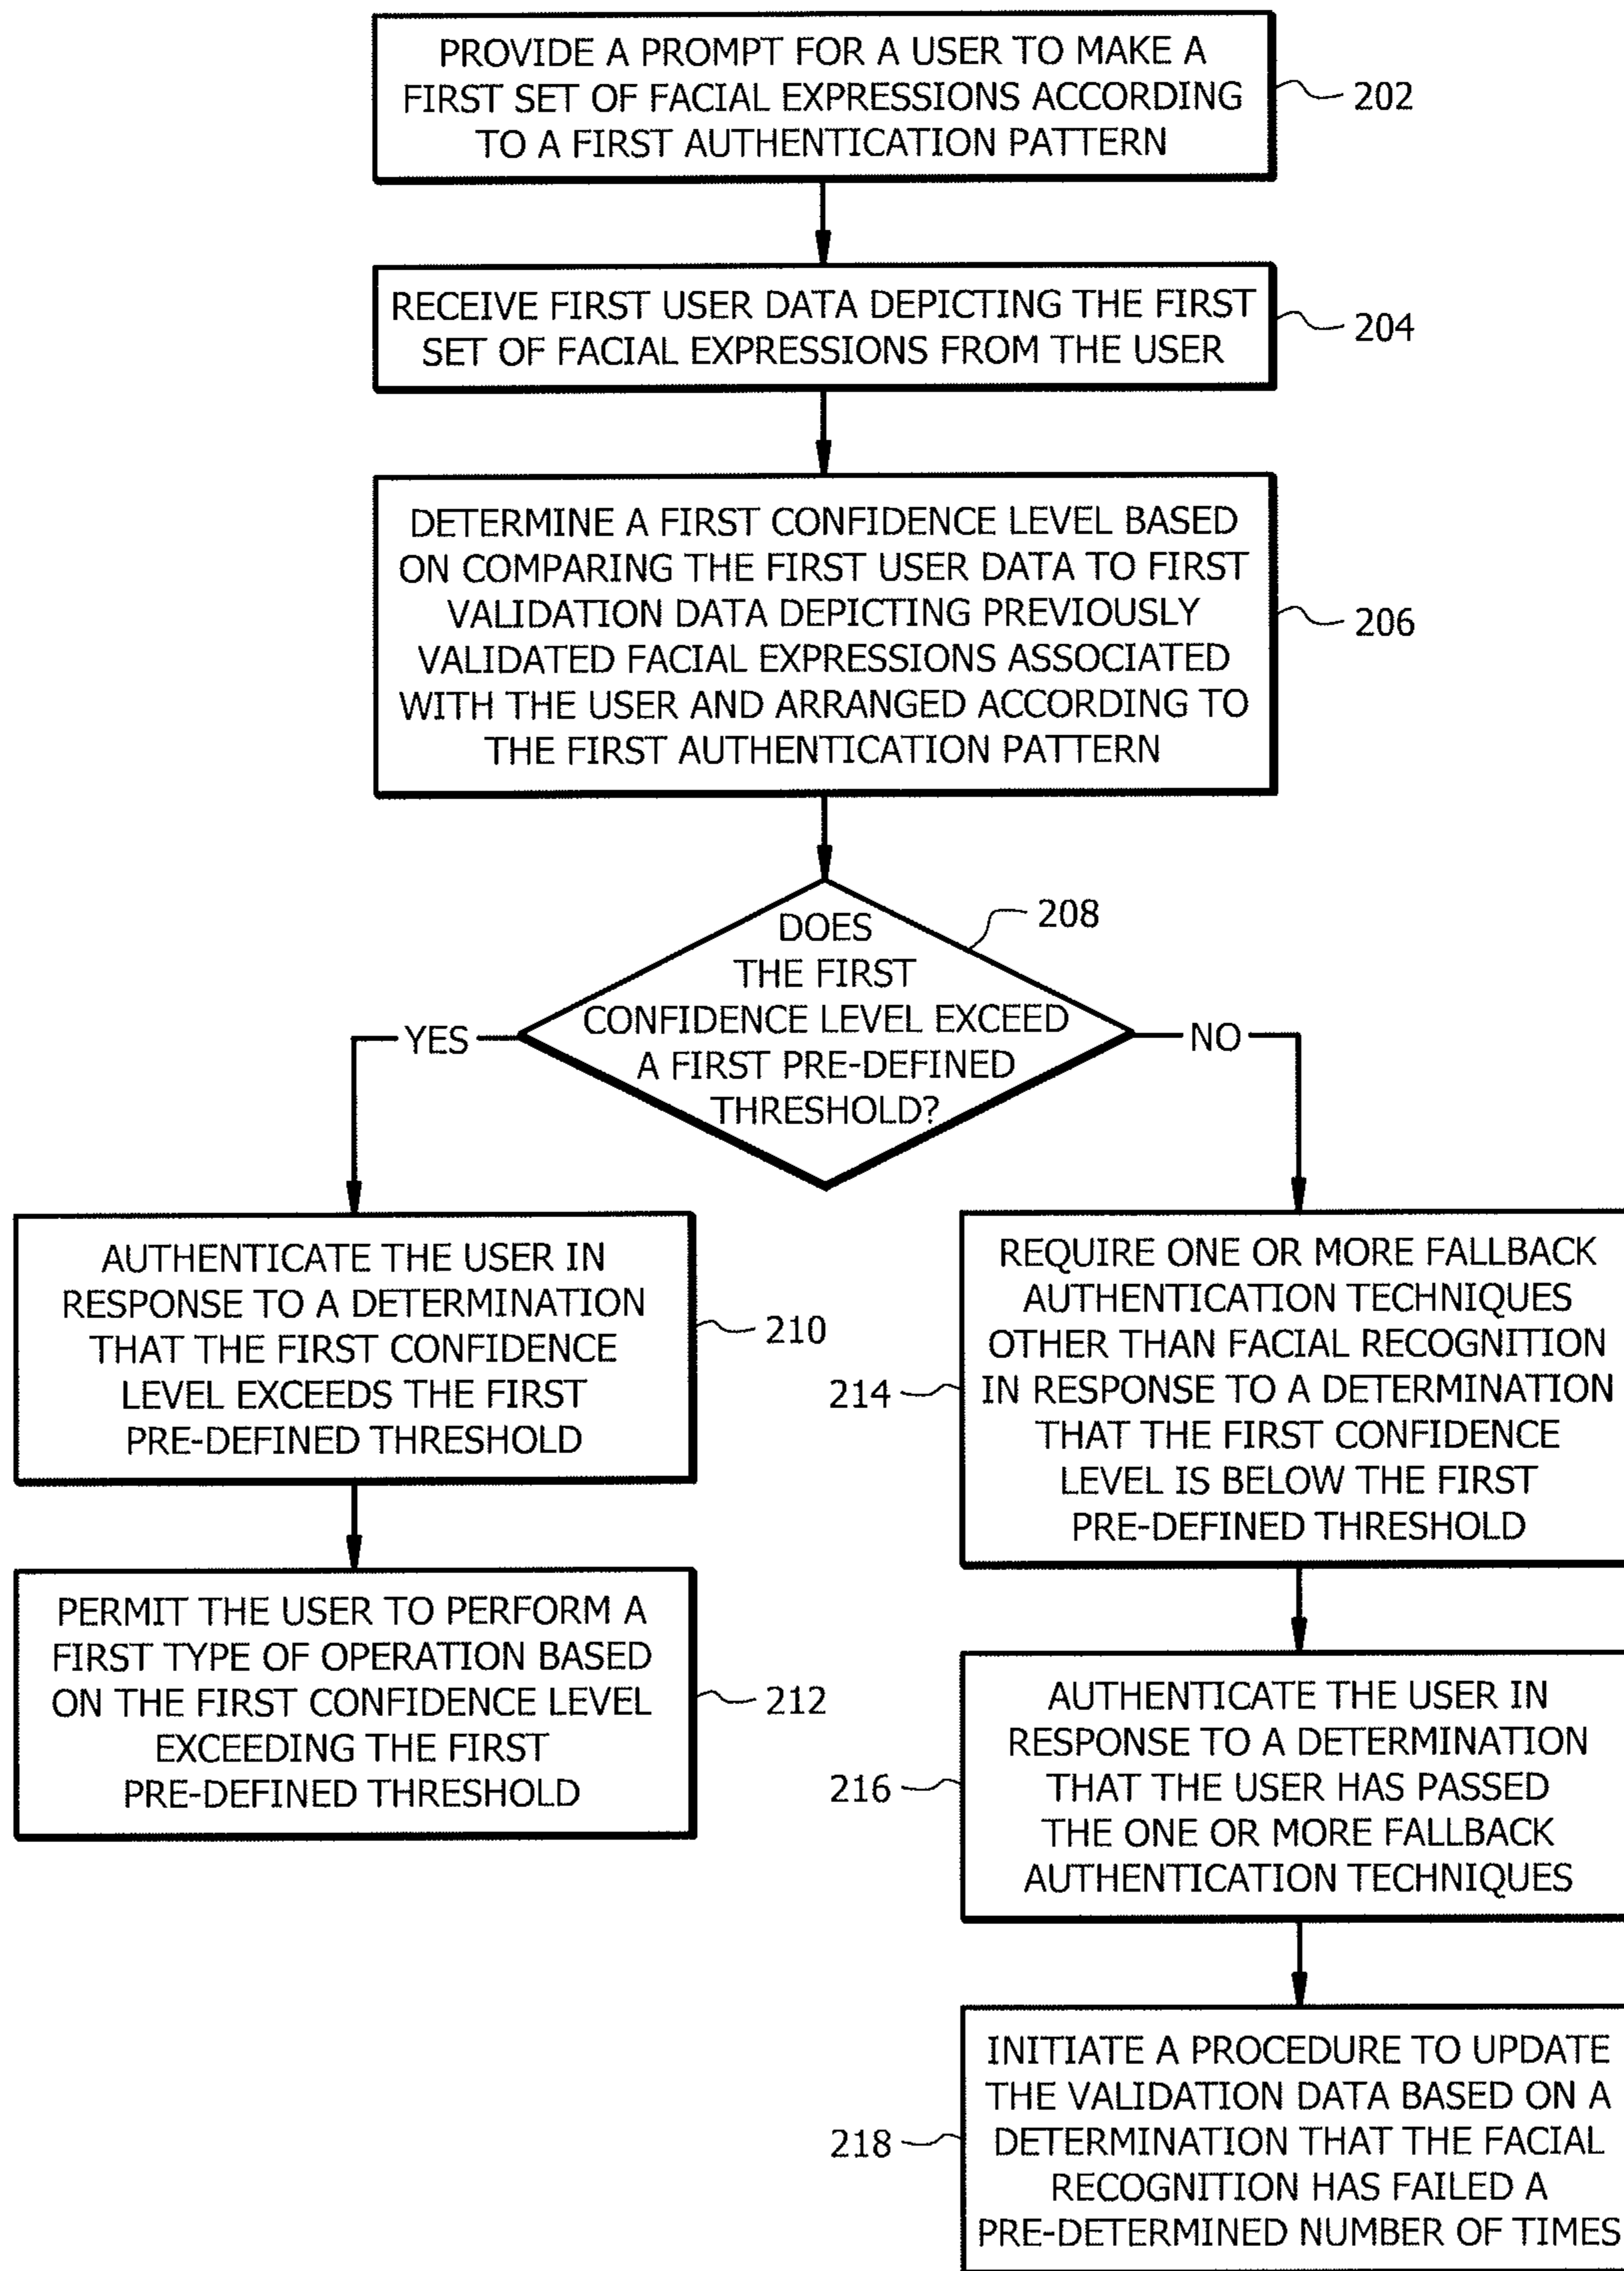 PROVIDE A PROMPT FOR A USER TO MAKE A
FIRST SET OF FACIAL EXPRESSIONS ACCORDING
TO A FIRST AUTHENTICATION PATTERN
202
RECEIVE FIRST USER DATA DEPICTING THE FIRST
SET OF FACIAL EXPRESSIONS FROM THE USER
204
DETERMINE A FIRST CONFIDENCE LEVEL BASED
ON COMPARING THE FIRST USER DATA TO FIRST
VALIDATION DATA DEPICTING PREVIOUSLY
VALIDATED FACIAL EXPRESSIONS ASSOCIATED
WITH THE USER AND ARRANGED ACCORDING TO
THE FIRST AUTHENTICATION PATTERN
206
DOES
THE FIRST
CONFIDENCE LEVEL EXCEED
A FIRST PRE-DEFINED
THRESHOLD?
208
YES
NO
AUTHENTICATE THE USER IN
RESPONSE TO A DETERMINATION
THAT THE FIRST CONFIDENCE
LEVEL EXCEEDS THE FIRST
PRE-DEFINED THRESHOLD
210
PERMIT THE USER TO PERFORM A
FIRST TYPE OF OPERATION BASED
ON THE FIRST CONFIDENCE LEVEL
EXCEEDING THE FIRST
PRE-DEFINED THRESHOLD
212
REQUIRE ONE OR MORE FALLBACK
AUTHENTICATION TECHNIQUES
OTHER THAN FACIAL RECOGNITION
IN RESPONSE TO A DETERMINATION
THAT THE FIRST CONFIDENCE
LEVEL IS BELOW THE FIRST
PRE-DEFINED THRESHOLD
214
AUTHENTICATE THE USER IN
RESPONSE TO A DETERMINATION
THAT THE USER HAS PASSED
THE ONE OR MORE FALLBACK
AUTHENTICATION TECHNIQUES
216
INITIATE A PROCEDURE TO UPDATE
THE VALIDATION DATA BASED ON A
DETERMINATION THAT THE FACIAL
RECOGNITION HAS FAILED A
PRE-DETERMINED NUMBER OF TIMES
218